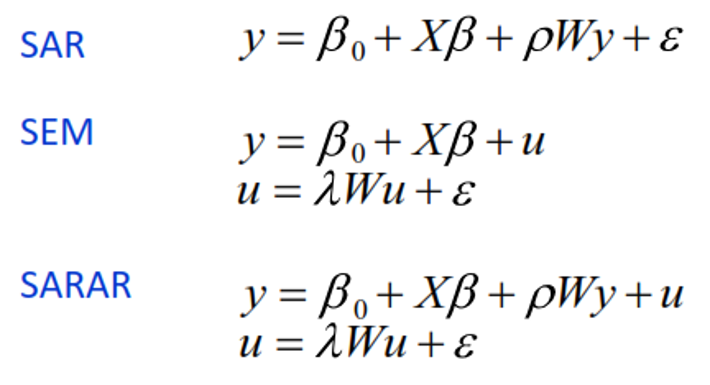 SAR y = β₀ + Xβ + ρWy + ε
SEM y = β₀ + Xβ + u
u = λWu + ε
SARAR y = β₀ + Xβ + ρWy + u
u = λWu + ε